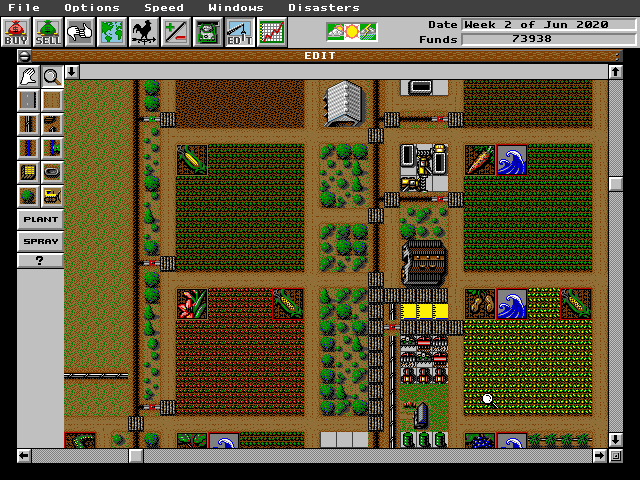 File Options Speed Windows Disasters
BUY SELL EDIT
Date Week 2 of Jun 2020
Funds 73938
EDIT
PLANT
SPRAY
?